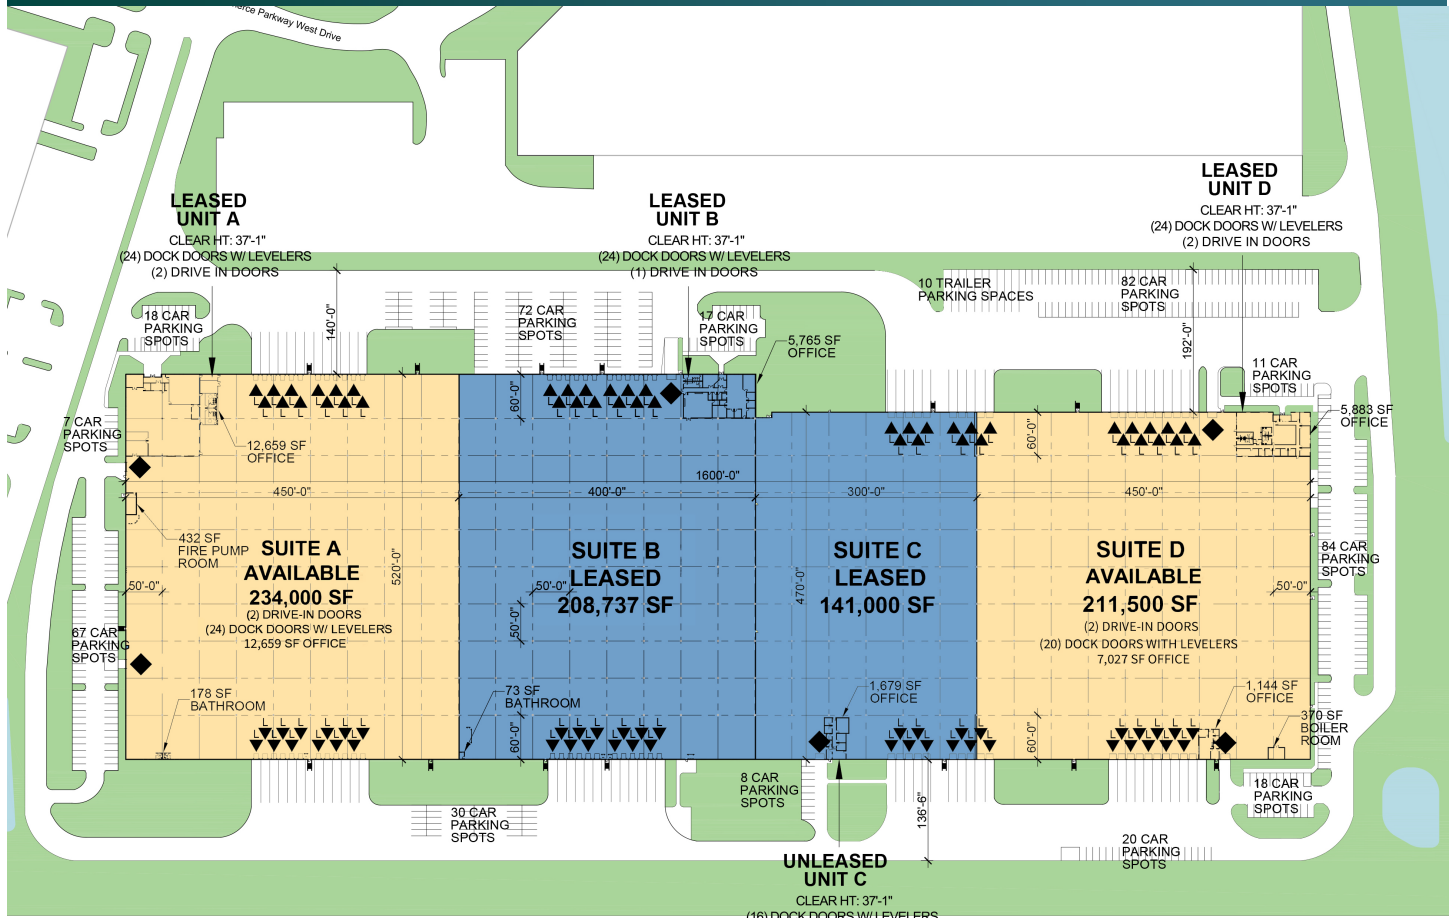 Parkway West Drive
LEASED
UNIT A
CLEAR HT: 37'-1"
(24) DOCK DOORS W/ LEVELERS
(2) DRIVE IN DOORS
LEASED
UNIT B
CLEAR HT: 37'-1"
(24) DOCK DOORS W/ LEVELERS
(1) DRIVE IN DOORS
LEASED
UNIT D
CLEAR HT: 37'-1"
(24) DOCK DOORS W/ LEVELERS
(2) DRIVE IN DOORS
18 CAR
PARKING
SPOTS
140'-0"
72 CAR
PARKING
SPOTS
17 CAR
PARKING
SPOTS
5,765 SF
OFFICE
10 TRAILER
PARKING SPACES
82 CAR
PARKING
SPOTS
192'-0"
11 CAR
PARKING
SPOTS
5,883 SF
OFFICE
7 CAR
PARKING
SPOTS
12,659 SF
OFFICE
60'-0"
60'-0"
1600'-0"
450'-0"
400'-0"
300'-0"
450'-0"
432 SF
FIRE PUMP
ROOM
50'-0"
SUITE A
AVAILABLE
234,000 SF
(2) DRIVE-IN DOORS
(24) DOCK DOORS W/ LEVELERS
12,659 SF OFFICE
520'-0"
SUITE B
LEASED
208,737 SF
50'-0"
50'-0"
470'-0"
SUITE C
LEASED
141,000 SF
SUITE D
AVAILABLE
211,500 SF
(2) DRIVE-IN DOORS
(20) DOCK DOORS WITH LEVELERS
7,027 SF OFFICE
50'-0"
84 CAR
PARKING
SPOTS
67 CAR
PARKING
SPOTS
178 SF
BATHROOM
73 SF
BATHROOM
60'-0"
1,679 SF
OFFICE
60'-0"
1,144 SF
OFFICE
370 SF
BOILER
ROOM
L L L L L L L L
L L L L L L L L
L L L L L L L
L L L L L L L L
L L L L L L L L
L L L L L L L L
L L L L L L L
L L L L L L L L
30 CAR
PARKING
SPOTS
8 CAR
PARKING
SPOTS
136'-6"
18 CAR
PARKING
SPOTS
20 CAR
PARKING
SPOTS
UNLEASED
UNIT C
CLEAR HT: 37'-1"
(16) DOCK DOORS W/ LEVELERS